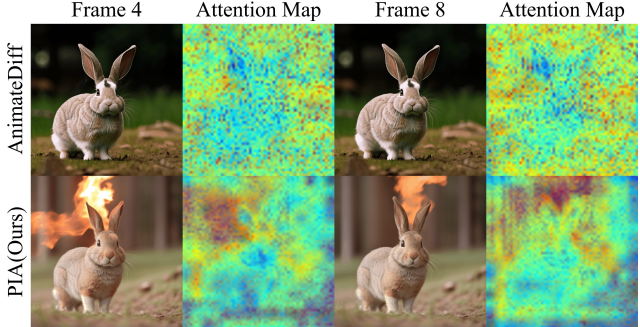 Frame 4
Attention Map
Frame 8
Attention Map
AnimateDiff
PIA(Ours)